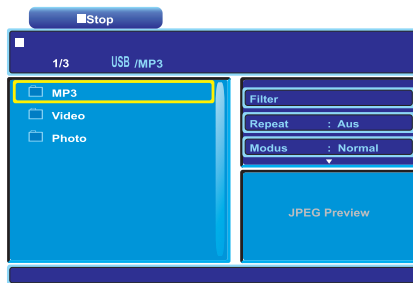 Stop
1/3 USB /MP3
MP3
Video
Photo
Filter
Repeat : Aus
Modus : Normal
JPEG Preview